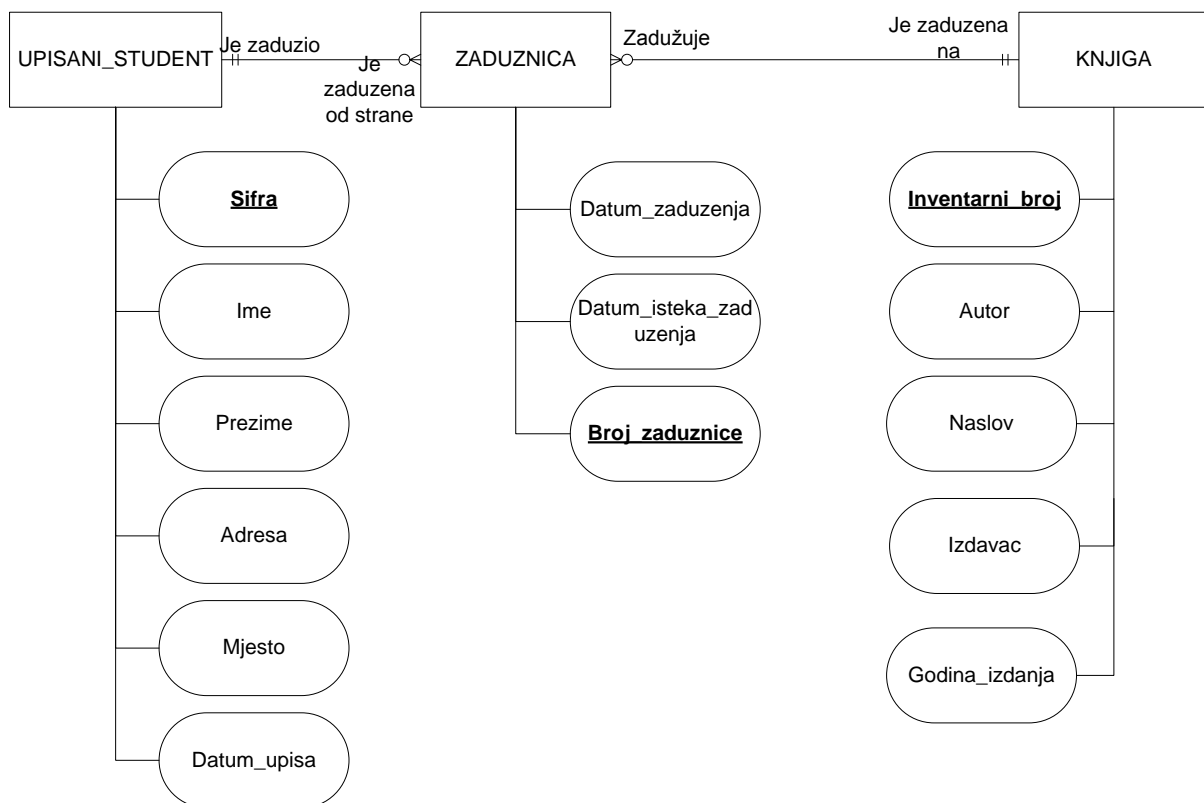 UPISANI_STUDENT
Je zaduzio
Je
zaduzena
od strane
ZADUZNICA
Zadužuje
Je zaduzena
na
KNJIGA
Sifra
Ime
Prezime
Adresa
Mjesto
Datum_upisa
Datum_zaduzenja
Datum_isteka_zad
uzenja
Broj_zaduznice
Inventarni_broj
Autor
Naslov
Izdavac
Godina_izdanja